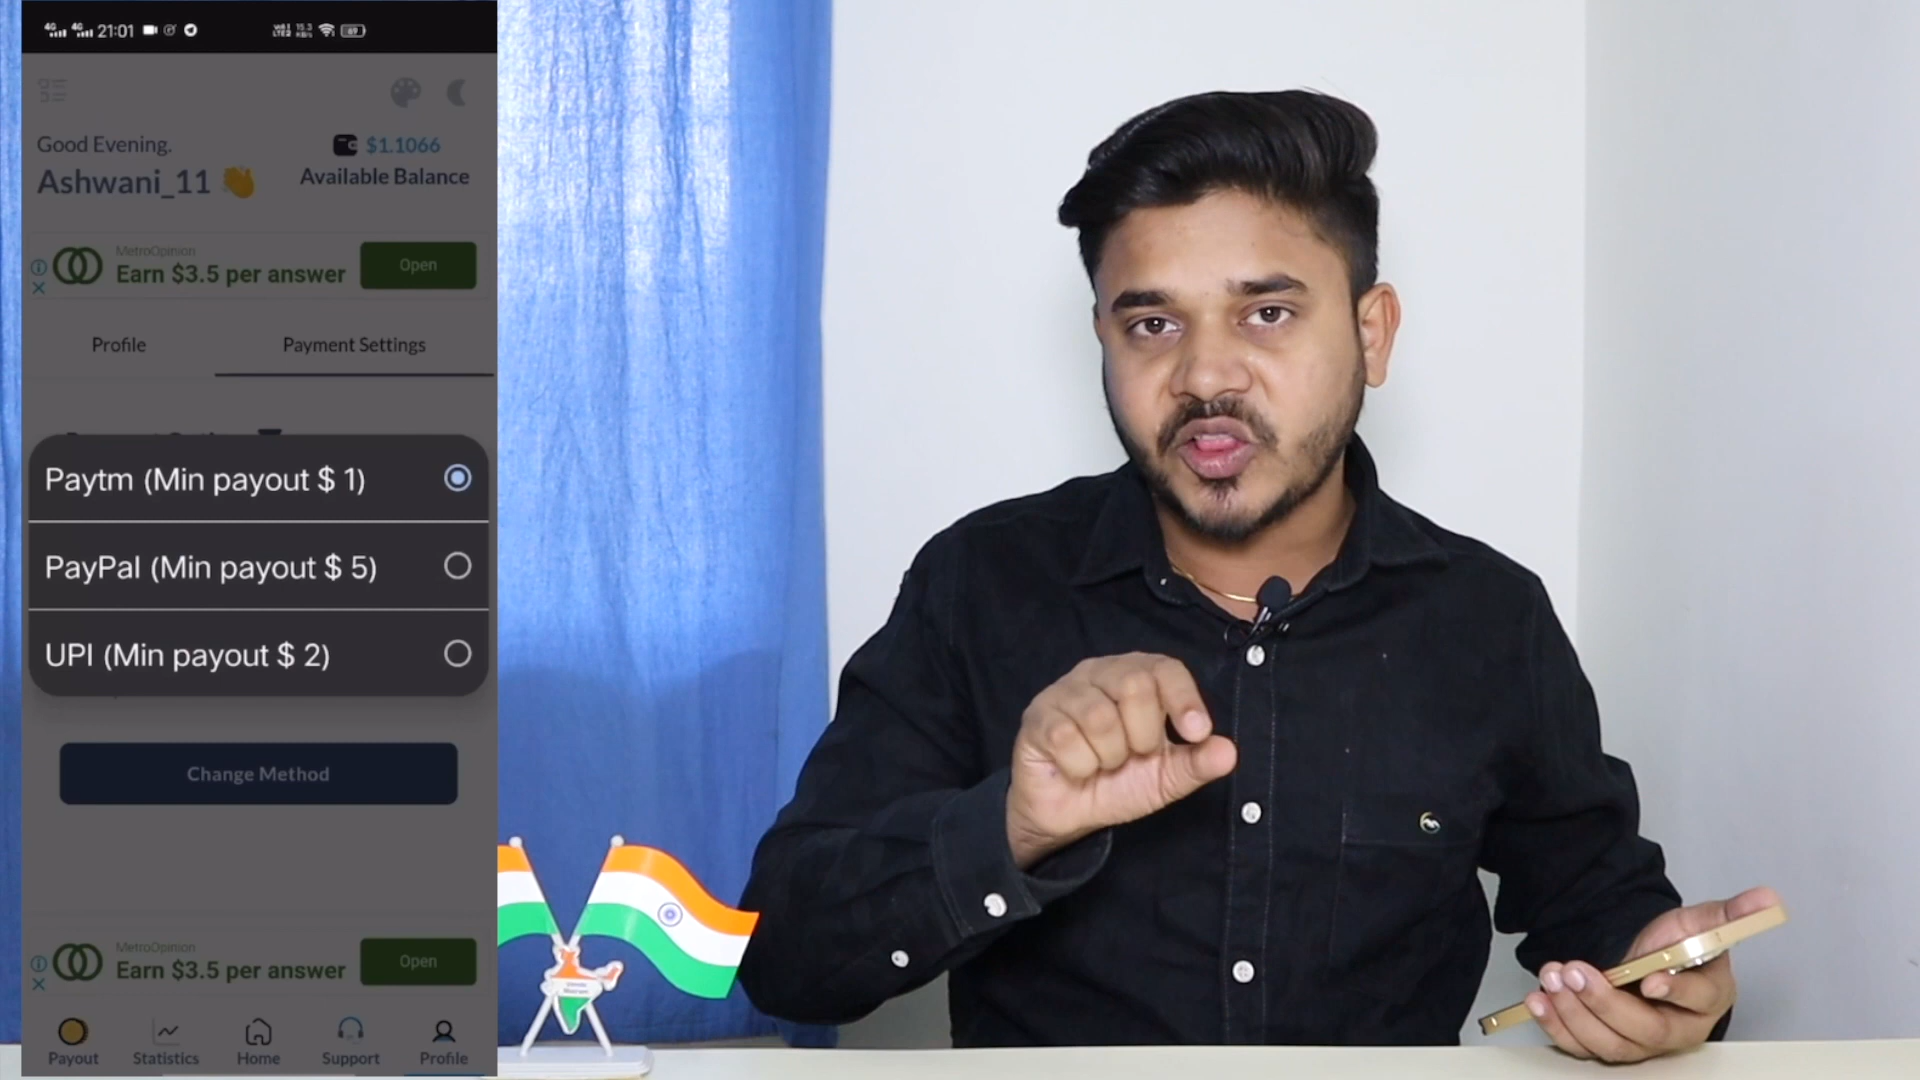 21:01
Good Evening.
$1.1066
Ashwani_11
Available Balance
MetroOpinion
Earn $3.5 per answer
Open
Profile
Payment Settings
Paytm (Min payout $ 1)
PayPal (Min payout $ 5)
UPI (Min payout $ 2)
Change Method
MetroOpinion
Earn $3.5 per answer
Open
Payout
Statistics
Home
Support
Profile